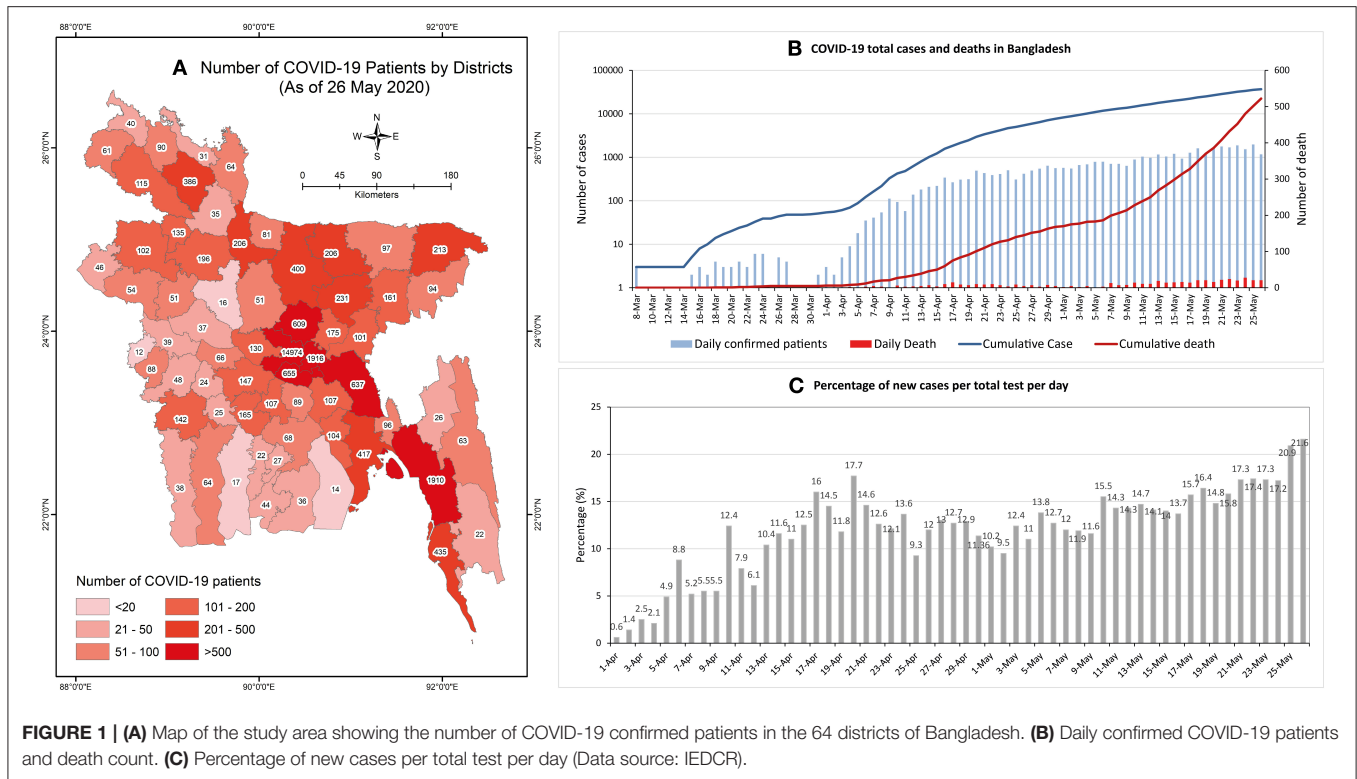 88°0'0"E 90°0'0"E 92°0'0"E
A Number of COVID-19 Patients by Districts
(As of 26 May 2020)
N
W E
S
0 45 90 180
Kilometers
26°0'0"N 26°0'0"N
24°0'0"N 24°0'0"N
22°0'0"N 22°0'0"N
40
61 90 31 64
115 386
35
135 206 81 206 97 213
102 196 400
46
54 51 16 51 231 161 94
609
37 175 101
39 130 14974 1916
12 66
88 655 637
48 24 147
107 89 107 26
25 165
142 96 63
68 104
22 27 417
38 64 17 14 1910
44 36
22
435
Number of COVID-19 patients
<20 101 - 200
21 - 50 201 - 500
51 - 100 >500
88°0'0"E 90°0'0"E 92°0'0"E
B COVID-19 total cases and deaths in Bangladesh
Number of cases
100000
10000
1000
100
10
1
Number of death
600
500
400
300
200
100
0
8-Mar 10-Mar 12-Mar 14-Mar 16-Mar 18-Mar 20-Mar 22-Mar 24-Mar 26-Mar 28-Mar 30-Mar 1-Apr 3-Apr 5-Apr 7-Apr 9-Apr 11-Apr 13-Apr 15-Apr 17-Apr 19-Apr 21-Apr 23-Apr 25-Apr 27-Apr 29-Apr 1-May 3-May 5-May 7-May 9-May 11-May 13-May 15-May 17-May 19-May 21-May 23-May 25-May
Daily confirmed patients Daily Death Cumulative Case Cumulative death
C Percentage of new cases per total test per day
Percentage (%)
25
20
15
10
5
0
0.6 1.4 2.5 2.1 4.9 8.8 5.2 5.5 5.5 12.4 7.9 6.1 10.4 11.6 11 12.5 16 14.5 11.8 17.7 14.6 12.6 12.1 13.6 9.3 12 13 12.7 12.9 11.36 10.2 9.5 12.4 11 13.8 12.7 12 11.9 11.6 15.5 14.3 14.3 14.7 14.1 14 13.7 15.7 16.4 14.8 15.8 17.3 17.4 17.3 17.2 20.9 21.6
1-Apr 3-Apr 5-Apr 7-Apr 9-Apr 11-Apr 13-Apr 15-Apr 17-Apr 19-Apr 21-Apr 23-Apr 25-Apr 27-Apr 29-Apr 1-May 3-May 5-May 7-May 9-May 11-May 13-May 15-May 17-May 19-May 21-May 23-May 25-May
FIGURE 1 | (A) Map of the study area showing the number of COVID-19 confirmed patients in the 64 districts of Bangladesh. (B) Daily confirmed COVID-19 patients
and death count. (C) Percentage of new cases per total test per day (Data source: IEDCR).